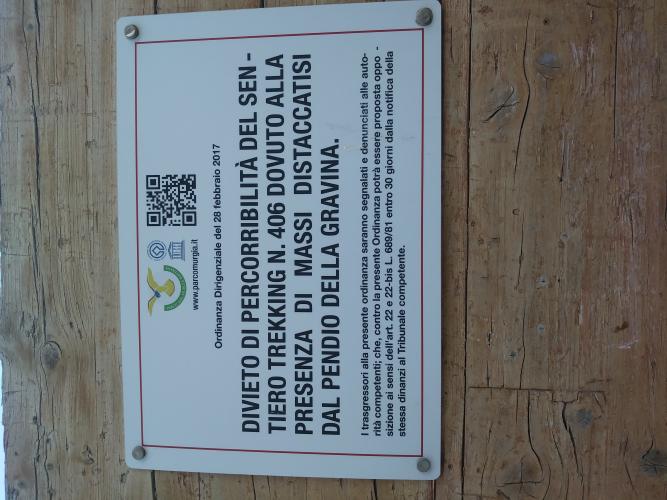 www.parcomurgia.it
Ordinanza Dirigenziale del 28 febbraio 2017
DIVIETO DI PERCORRIBILITÀ DEL SEN -
TIERO TREKKING N. 406 DOVUTO ALLA
PRESENZA DI MASSI DISTACCATISI
DAL PENDIO DELLA GRAVINA.
I trasgressori alla presente ordinanza saranno segnalati e denunciati alle auto-
rità competenti; che, contro la presente Ordinanza potrà essere proposta oppo -
sizione ai sensi dell'art. 22 e 22-bis L. 689/81 entro 30 giorni dalla notifica della
stessa dinanzi al Tribunale competente.